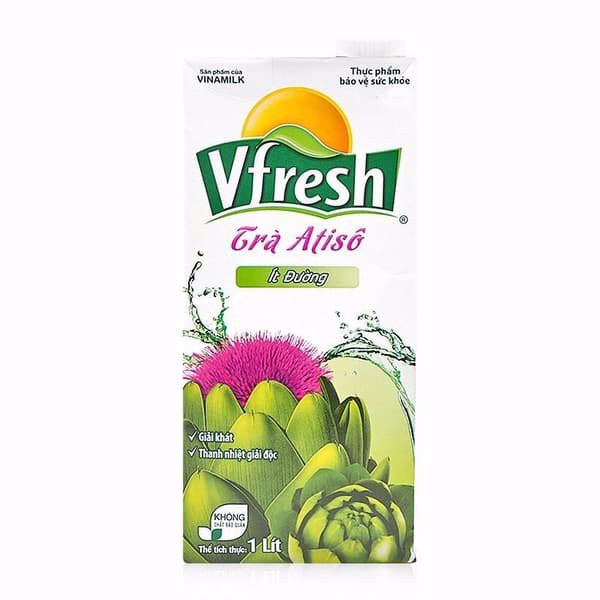 Sản phẩm của
VINAMILK
Thực phẩm
bảo vệ sức khỏe
Vfresh®
Trà Atisô
Ít Đường
✓ Giải khát
✓ Thanh nhiệt giải độc
KHÔNG
CHẤT BẢO QUẢN
Thể tích thực: 1 Lít